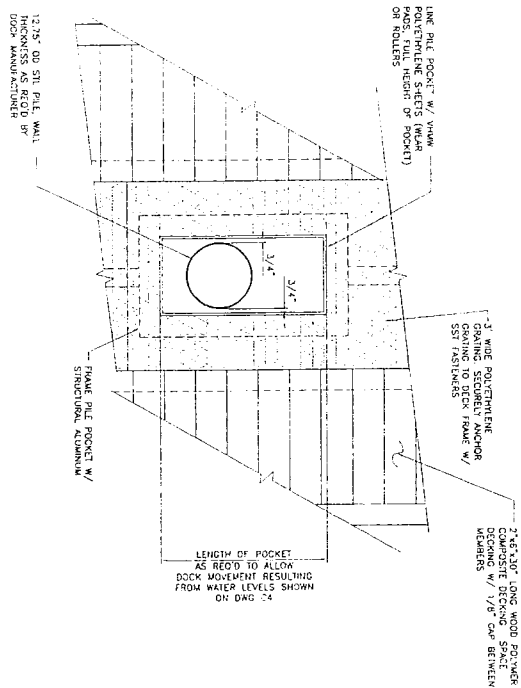 LINE PILE POCKET W/ VHMW
POLYETHYLENE SHEETS (WEAR
PADS, FULL HEIGHT OF POCKET)
OR ROLLERS
3' WIDE POLYETHYLENE
GRATING SECURELY ANCHOR
GRATING TO DECK FRAME W/
SST FASTENERS
2"x6"x30' LONG WOOD POLYMER
COMPOSITE DECKING SPACE
DECKING W/ 1/8" GAP BETWEEN
MEMBERS
3/4"
3/4"
12.75" OD STL PILE, WALL
THICKNESS AS REQ'D BY
DOCK MANUFACTURER
FRAME PILE POCKET W/
STRUCTURAL ALUMINUM
LENGTH OF POCKET
AS REQ'D TO ALLOW
DOCK MOVEMENT RESULTING
FROM WATER LEVELS SHOWN
ON DWG C4